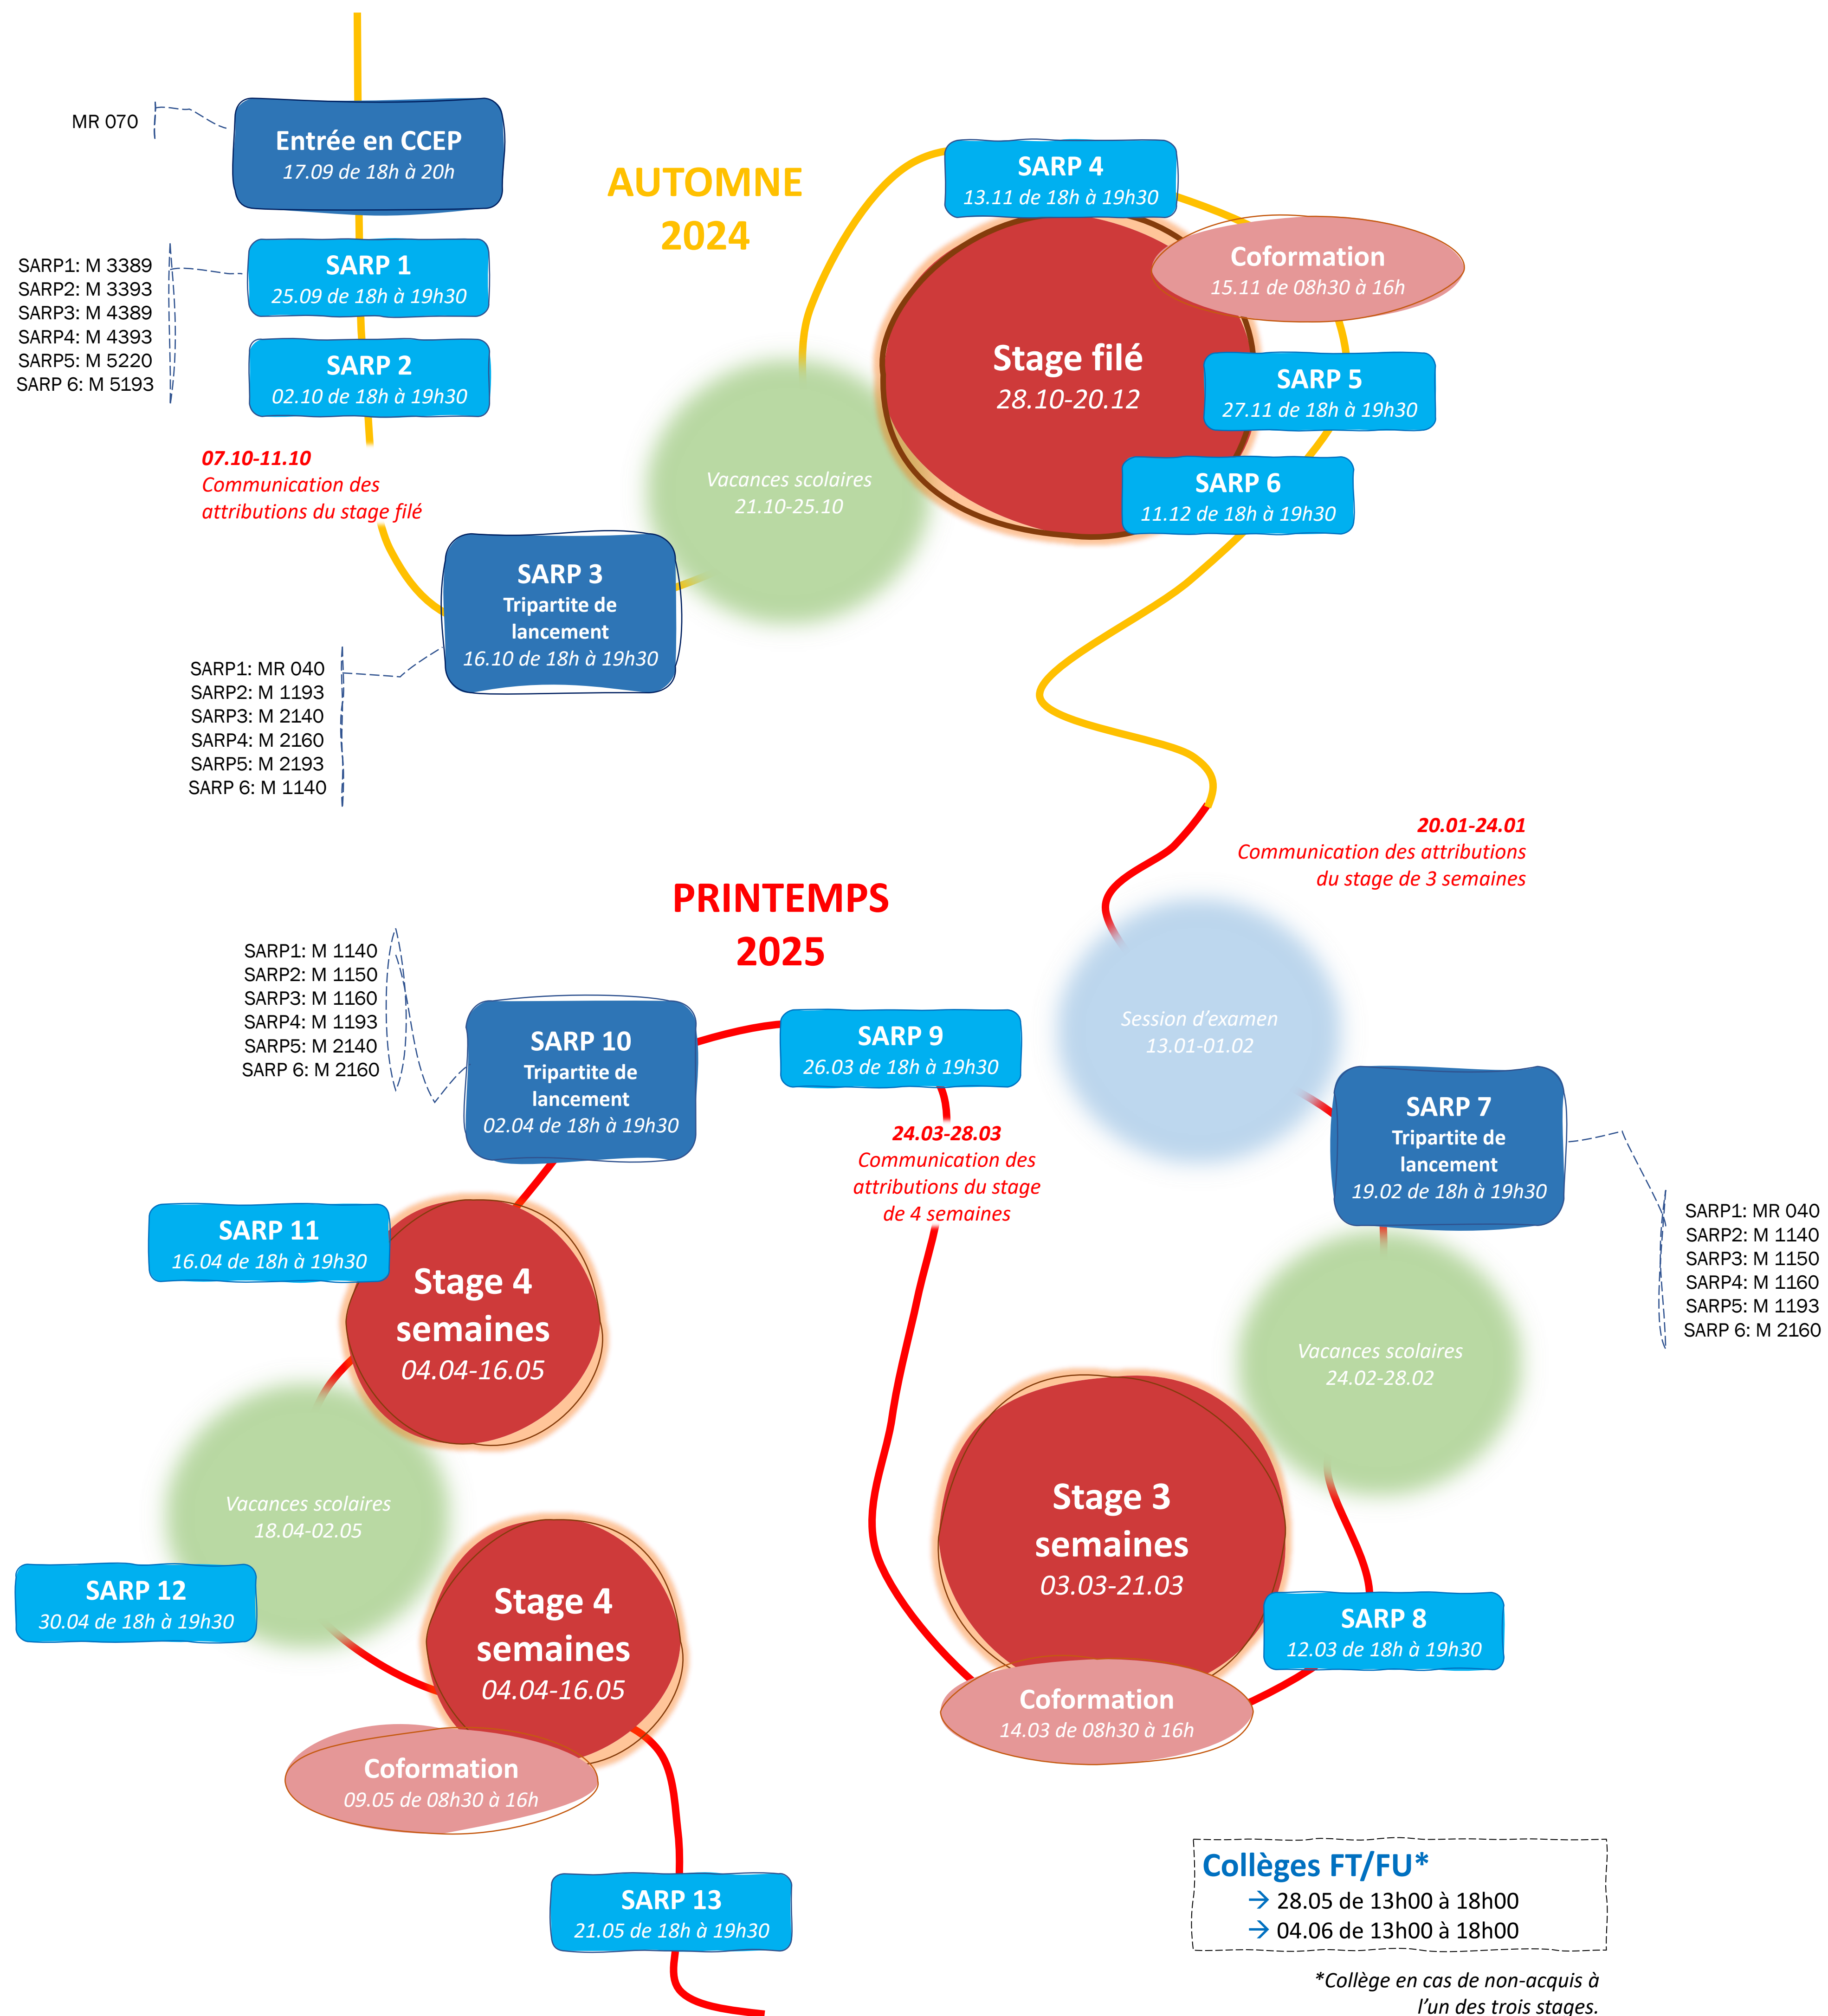 MR 070
Entrée en CCEP
17.09 de 18h à 20h
AUTOMNE
2024
SARP1: M 3389
SARP2: M 3393
SARP3: M 4389
SARP4: M 4393
SARP5: M 5220
SARP 6: M 5193
SARP 1
25.09 de 18h à 19h30
SARP 2
02.10 de 18h à 19h30
07.10-11.10
Communication des
attributions du stage filé
SARP 3
Tripartite de
lancement
16.10 de 18h à 19h30
SARP1: MR 040
SARP2: M 1193
SARP3: M 2140
SARP4: M 2160
SARP5: M 2193
SARP 6: M 1140
Vacances scolaires
21.10-25.10
SARP 4
13.11 de 18h à 19h30
Coformation
15.11 de 08h30 à 16h
Stage filé
28.10-20.12
SARP 5
27.11 de 18h à 19h30
SARP 6
11.12 de 18h à 19h30
20.01-24.01
Communication des attributions
du stage de 3 semaines
PRINTEMPS
2025
Session d’examen
13.01-01.02
SARP 7
Tripartite de
lancement
19.02 de 18h à 19h30
SARP1: MR 040
SARP2: M 1140
SARP3: M 1150
SARP4: M 1160
SARP5: M 1193
SARP 6: M 2160
Vacances scolaires
24.02-28.02
Stage 3
semaines
03.03-21.03
SARP 8
12.03 de 18h à 19h30
Coformation
14.03 de 08h30 à 16h
24.03-28.03
Communication des
attributions du stage
de 4 semaines
SARP 9
26.03 de 18h à 19h30
SARP 10
Tripartite de
lancement
02.04 de 18h à 19h30
SARP1: M 1140
SARP2: M 1150
SARP3: M 1160
SARP4: M 1193
SARP5: M 2140
SARP 6: M 2160
SARP 11
16.04 de 18h à 19h30
Stage 4
semaines
04.04-16.05
Vacances scolaires
18.04-02.05
SARP 12
30.04 de 18h à 19h30
Stage 4
semaines
04.04-16.05
Coformation
09.05 de 08h30 à 16h
SARP 13
21.05 de 18h à 19h30
Collèges FT/FU*
→ 28.05 de 13h00 à 18h00
→ 04.06 de 13h00 à 18h00
*Collège en cas de non-acquis à
l’un des trois stages.